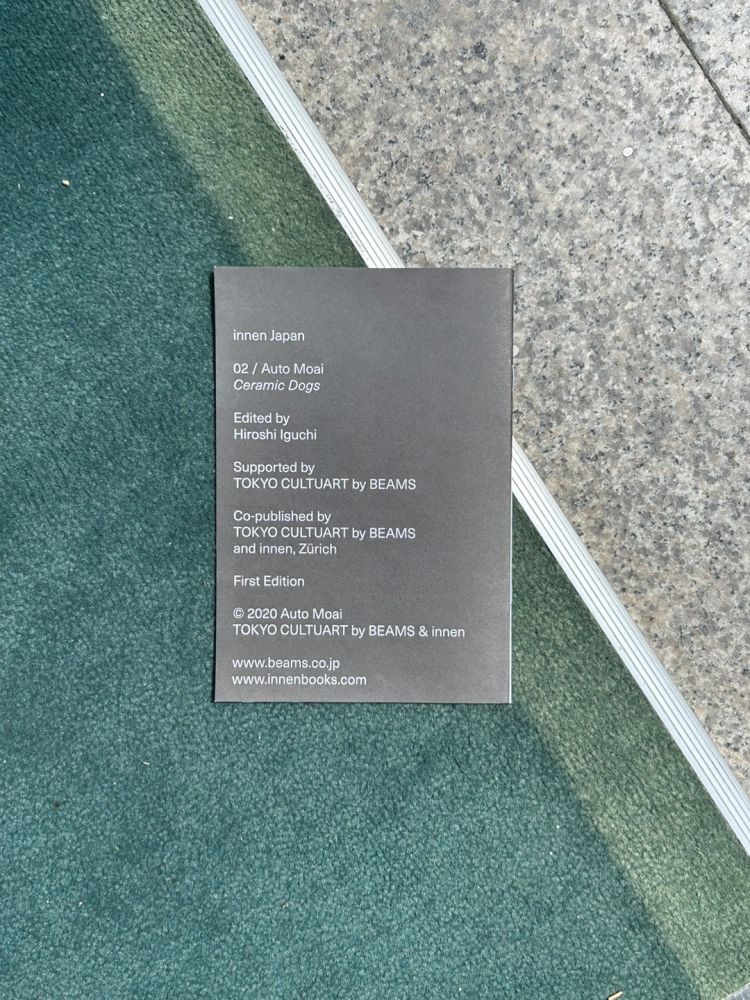 innen Japan
02 / Auto Moai
Ceramic Dogs
Edited by
Hiroshi Iguchi
Supported by
TOKYO CULTUART by BEAMS
Co-published by
TOKYO CULTUART by BEAMS
and innen, Zürich
First Edition
© 2020 Auto Moai
TOKYO CULTUART by BEAMS & innen
www.beams.co.jp
www.innenbooks.com